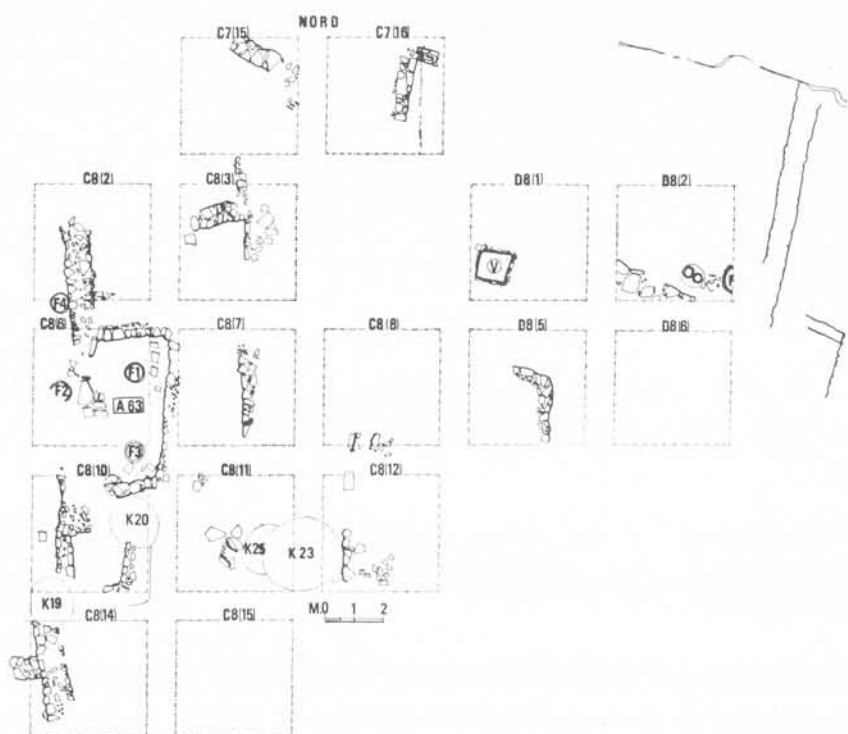 NORD
C7(15) C7(16)
C8(2) C8(3) D8(1) D8(2)
V
F4
C8(6) C8(7) C8(8) D8(5) D8(6)
F1
F2
A 63
F3
C8(10) C8(11) C8(12)
K20
K25 K 23
K19
M.0 1 2
C8(14) C8(15)